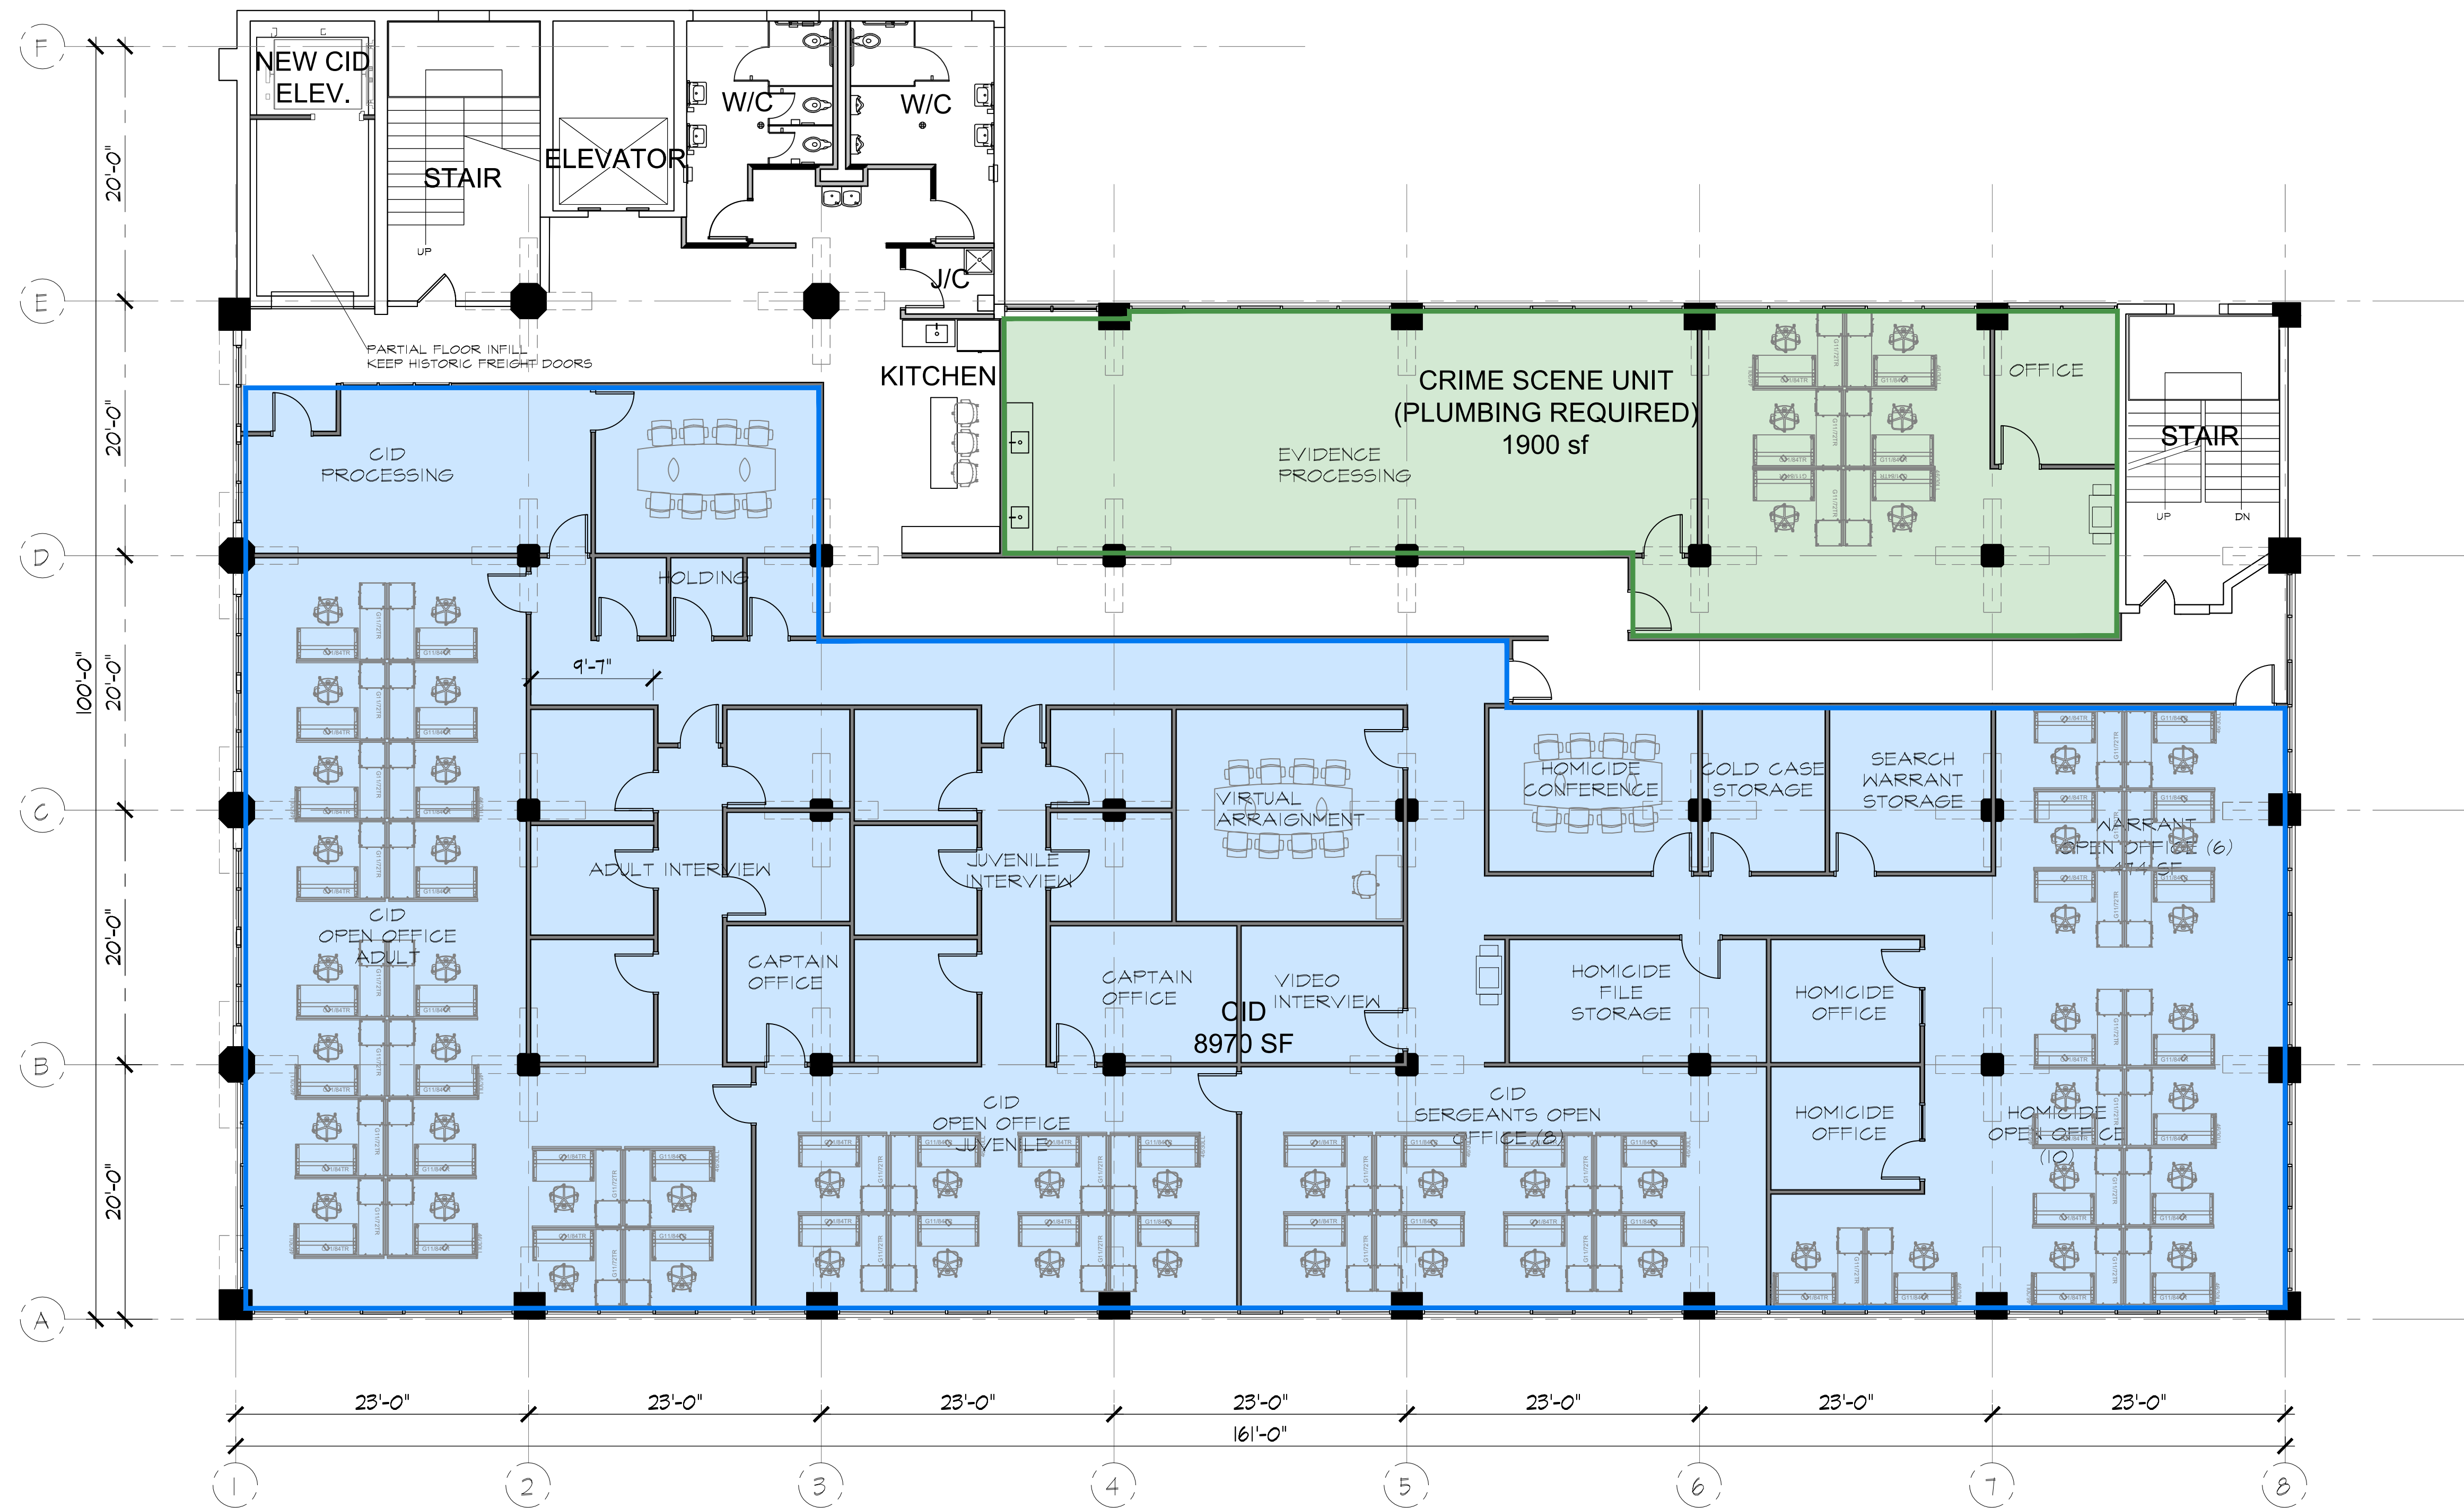 F
NEW CID
ELEV.
W/C
W/C
STAIR
ELEVATOR
20'-0"
UP
J/C
E
PARTIAL FLOOR INFILL
KEEP HISTORIC FREIGHT DOORS
KITCHEN
CRIME SCENE UNIT
(PLUMBING REQUIRED)
1900 sf
OFFICE
EVIDENCE
PROCESSING
STAIR
UP
DN
20'-0"
CID
PROCESSING
D
HOLDING
100'-0"
20'-0"
9'-7"
C
VIRTUAL
ARRAIGNMENT
HOMICIDE
CONFERENCE
COLD CASE
STORAGE
SEARCH
WARRANT
STORAGE
WARRANT
OPEN OFFICE (6)
474 SF
ADULT INTERVIEW
JUVENILE
INTERVIEW
20'-0"
CID
OPEN OFFICE
ADULT
CAPTAIN
OFFICE
CAPTAIN
OFFICE
VIDEO
INTERVIEW
CID
8970 SF
HOMICIDE
FILE
STORAGE
HOMICIDE
OFFICE
B
CID
OPEN OFFICE
JUVENILE
CID
SERGEANTS OPEN
OFFICE (8)
HOMICIDE
OFFICE
HOMICIDE
OPEN OFFICE
(10)
20'-0"
A
23'-0"
23'-0"
23'-0"
23'-0"
23'-0"
23'-0"
23'-0"
161'-0"
1
2
3
4
5
6
7
8